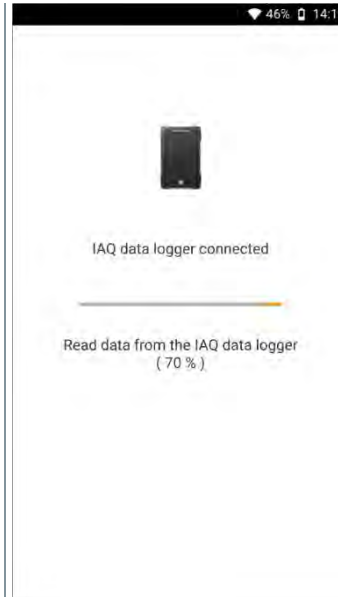 46% 14:1
IAQ data logger connected
Read data from the IAQ data logger
( 70 % )